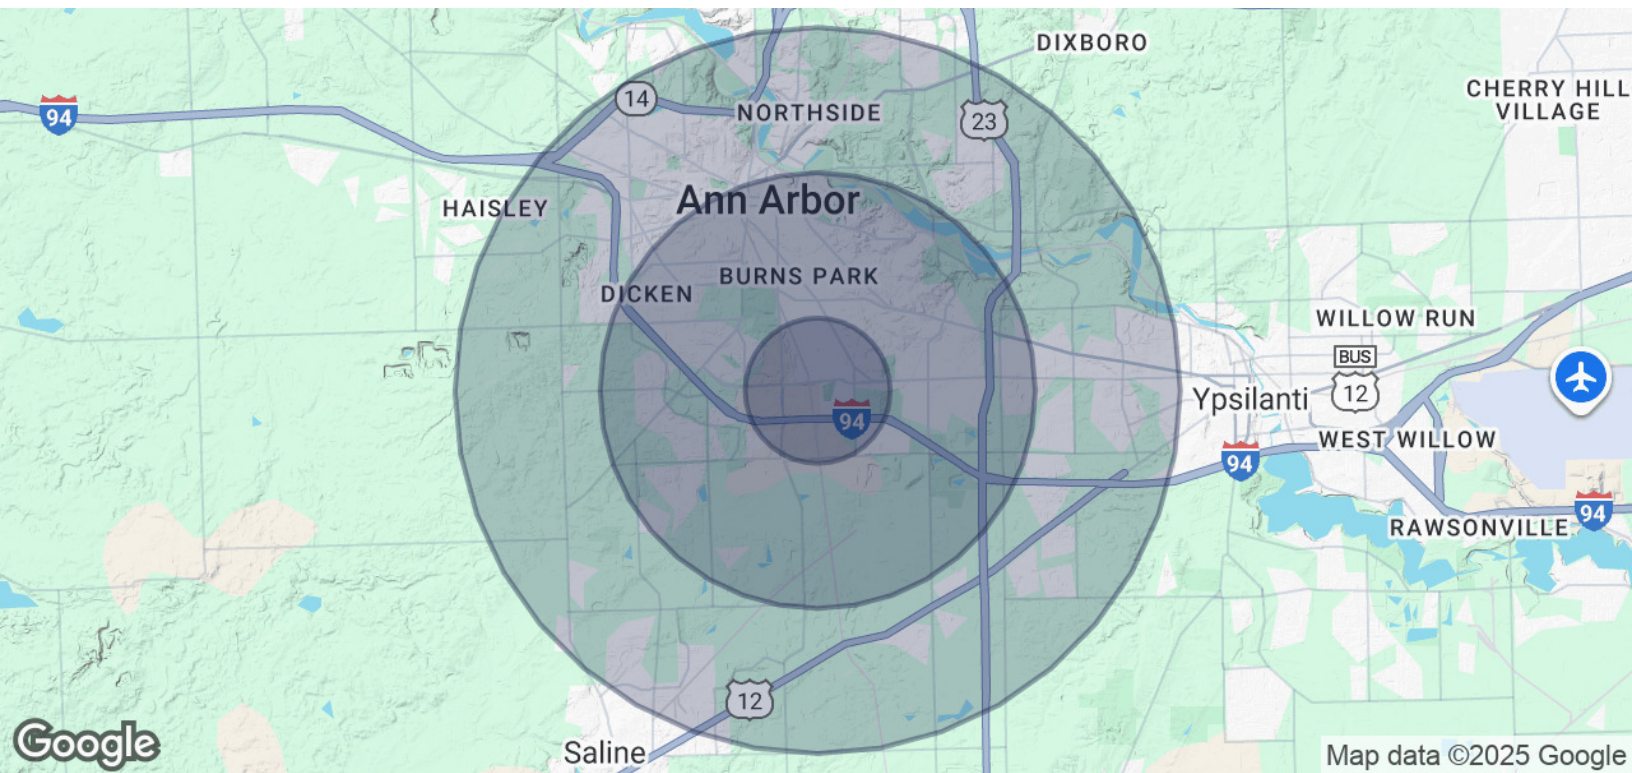 DIXBORO
CHERRY HILL
VILLAGE
94
14
NORTHSIDE
23
Ann Arbor
HAISLEY
BURNS PARK
DICKEN
WILLOW RUN
BUS
12
Ypsilanti
94
WEST WILLOW
94
94
RAWSONVILLE
12
Saline
Google
Map data ©2025 Google